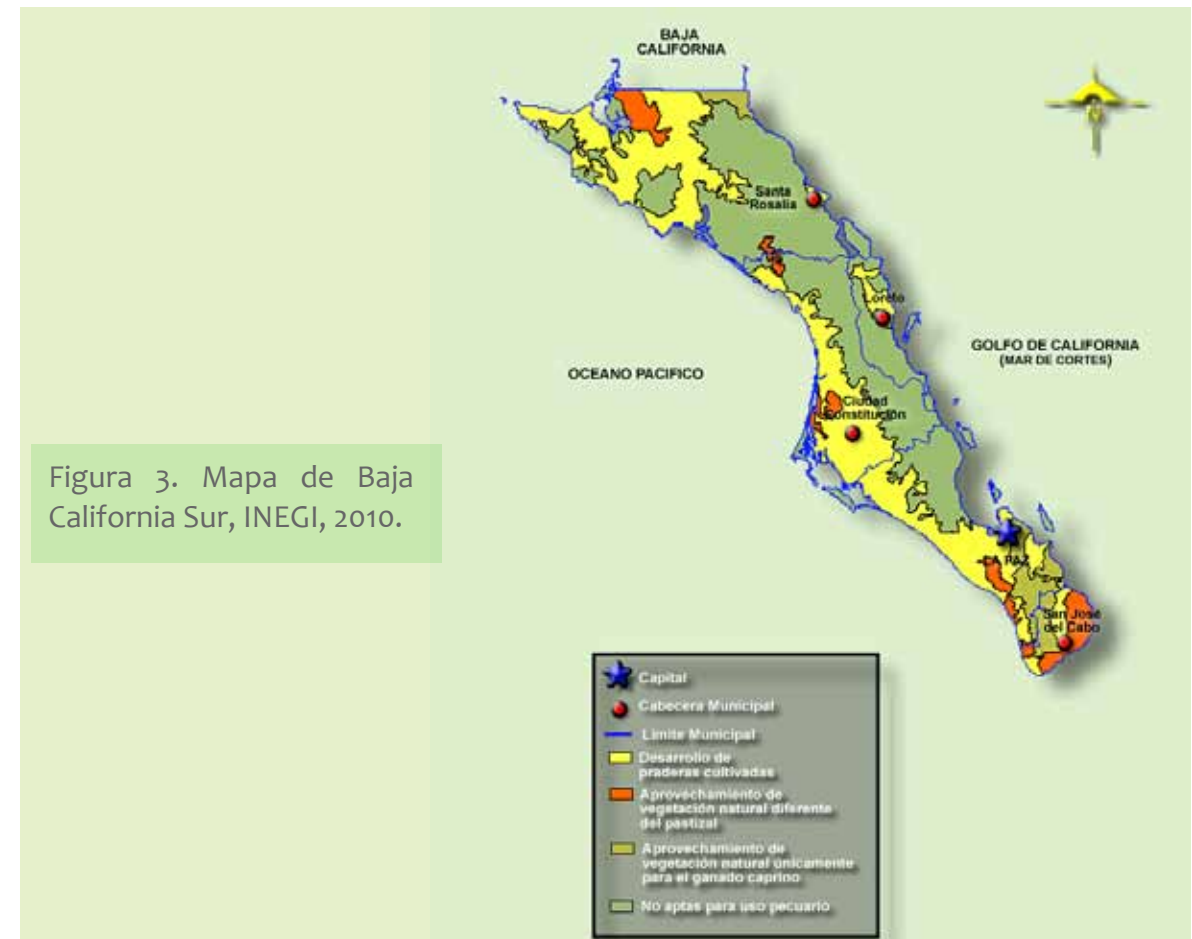 BAJA
CALIFORNIA
Santa
Rosalia
Loreto
GOLFO DE CALIFORNIA
(MAR DE CORTES)
OCEANO PACIFICO
Ciudad
Constitución
Figura 3. Mapa de Baja
California Sur, INEGI, 2010.
LA PAZ
San José
del Cabo
Capital
Cabecera Municipal
Limite Municipal
Desarrollo de
praderas cultivadas
Aprovechamiento de
vegetación natural diferente
del pastizal
Aprovechamiento de
vegetación natural únicamente
para el ganado caprino
No aptas para uso pecuario